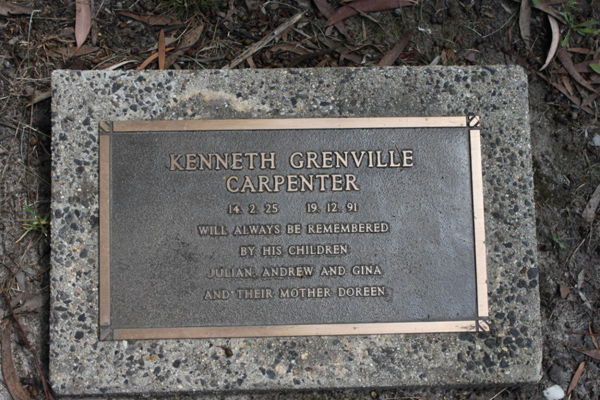 KENNETH GRENVILLE
CARPENTER
14. 2. 25 19. 12. 91
WILL ALWAYS BE REMEMBERED
BY HIS CHILDREN
JULIAN, ANDREW AND GINA
AND THEIR MOTHER DOREEN